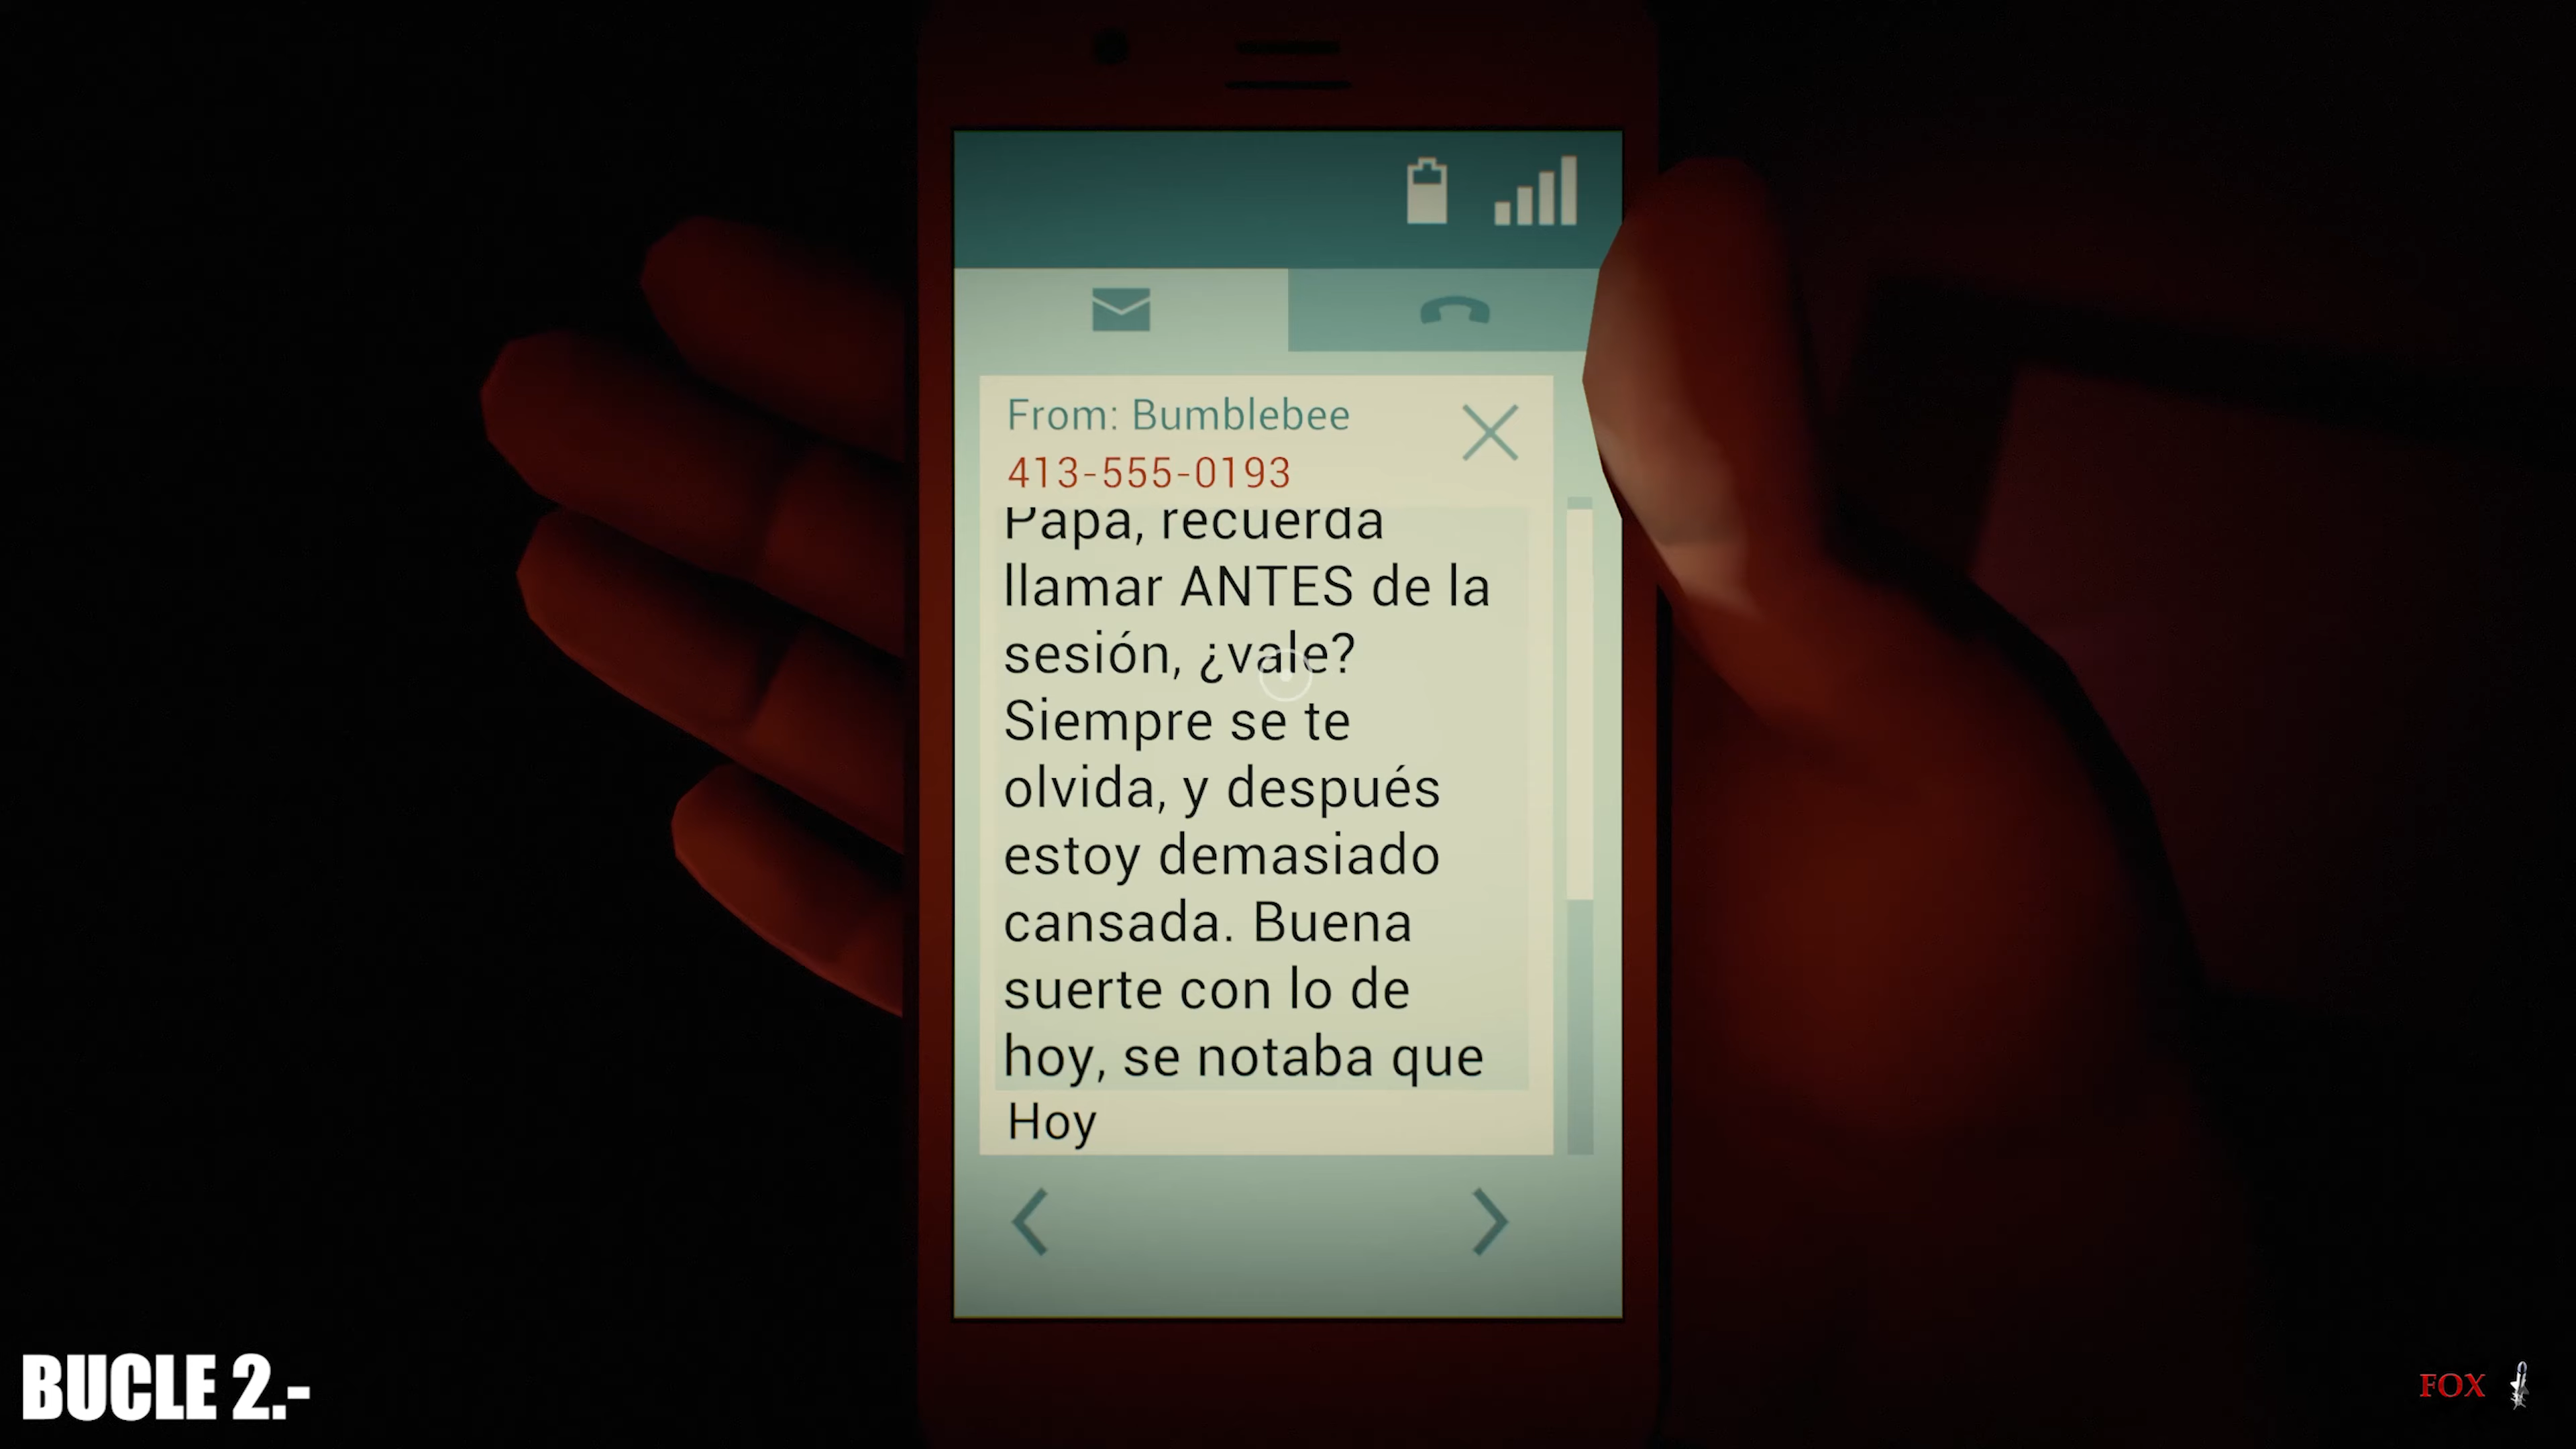 From: Bumblebee
413-555-0193
Papa, recuerda
llamar ANTES de la
sesión, ¿vale?
Siempre se te
olvida, y después
estoy demasiado
cansada. Buena
suerte con lo de
hoy, se notaba que
Hoy
BUCLE 2.-
FOX